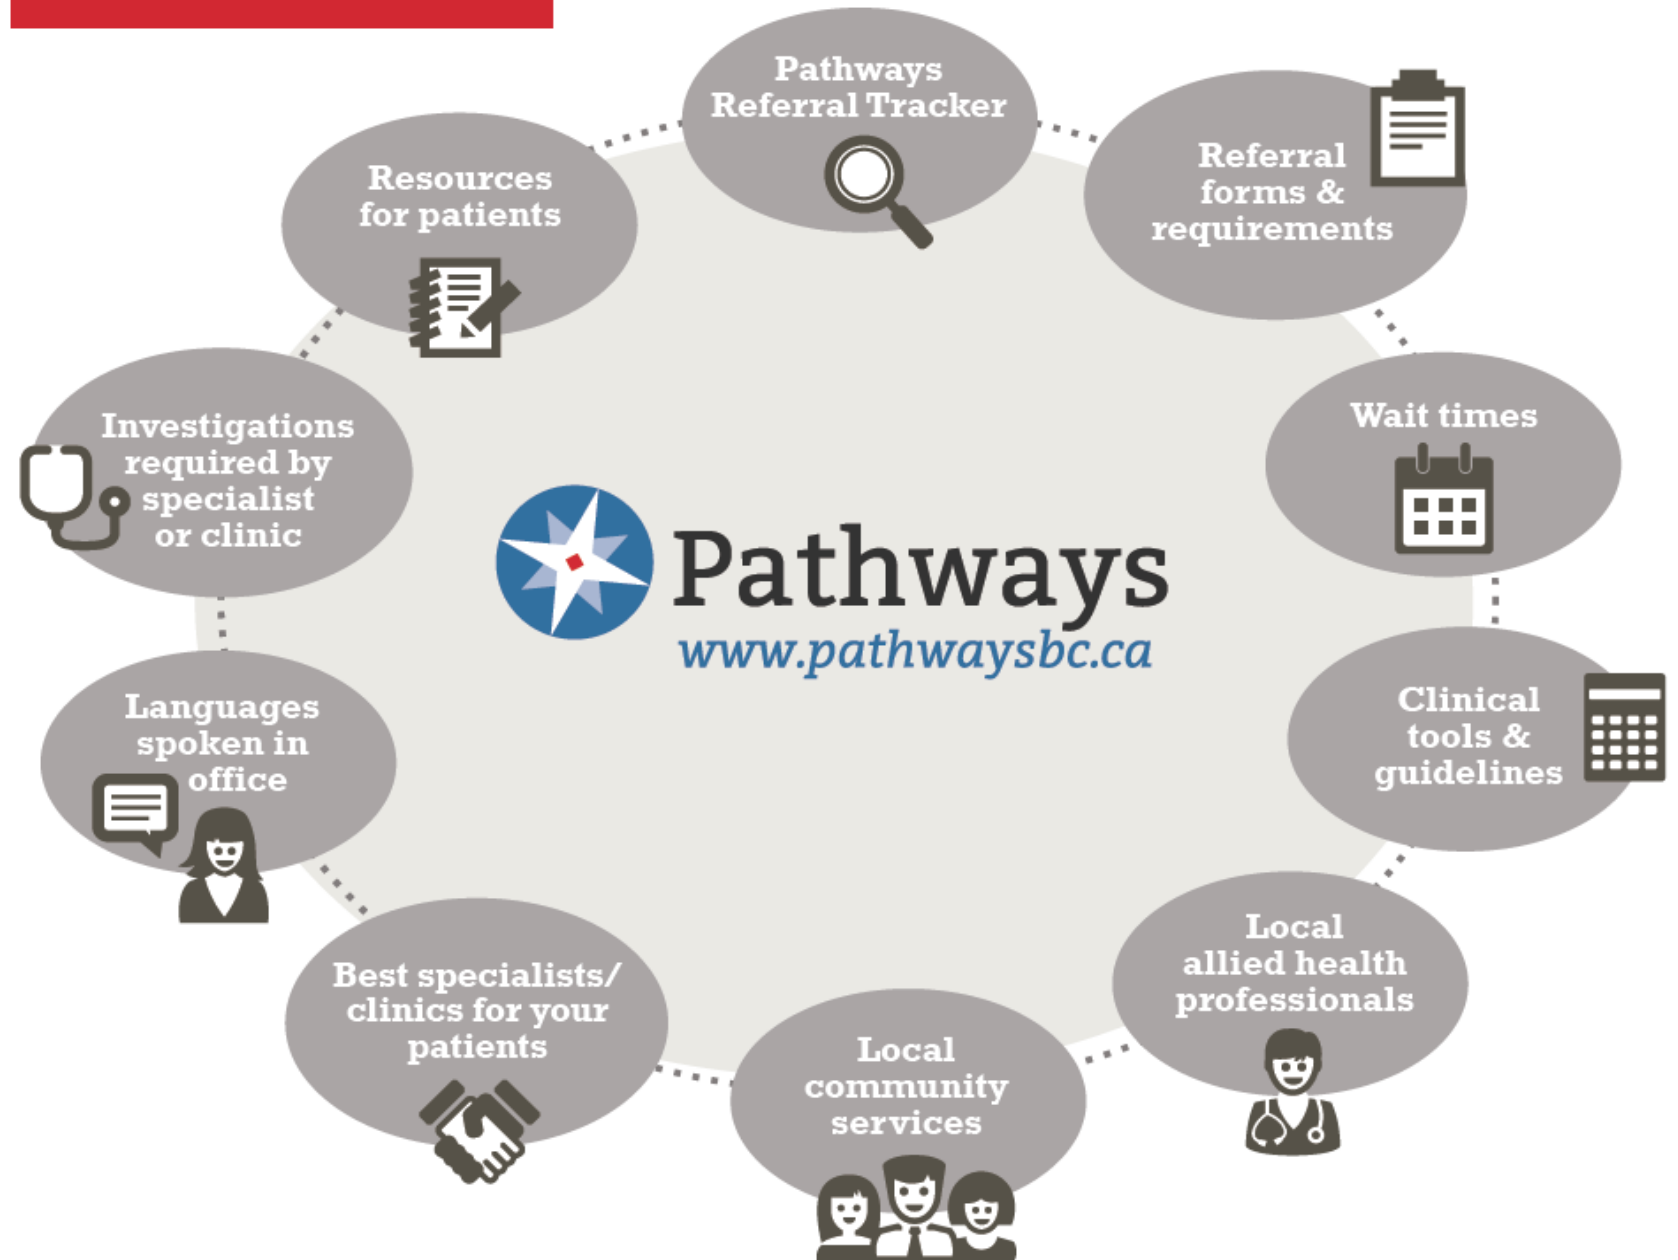 Pathways
Referral Tracker
Referral
forms &
requirements
Wait times
Clinical
tools &
guidelines
Local
allied health
professionals
Local
community
services
Best specialists/
clinics for your
patients
Languages
spoken in
office
Investigations
required by
specialist
or clinic
Resources
for patients
Pathways
www.pathwaysbc.ca